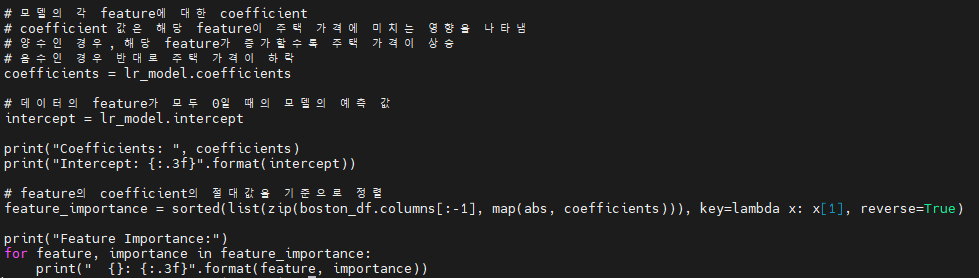 # 모델의 각 feature에 대한 coefficient
# coefficient 값은 해당 feature이 주택 가격에 미치는 영향을 나타냄
# 양수인 경우, 해당 feature가 증가할수록 주택 가격이 상승
# 음수인 경우 반대로 주택 가격이 하락
coefficients = lr_model.coefficients

# 데이터의 feature가 모두 0일 때의 모델의 예측 값
intercept = lr_model.intercept

print("Coefficients: ", coefficients)
print("Intercept: {:.3f}".format(intercept))

# feature의 coefficient의 절대값을 기준으로 정렬
feature_importance = sorted(list(zip(boston_df.columns[:-1], map(abs, coefficients))), key=lambda x: x[1], reverse=True)

print("Feature Importance:")
for feature, importance in feature_importance:
    print("  {}: {:.3f}".format(feature, importance))